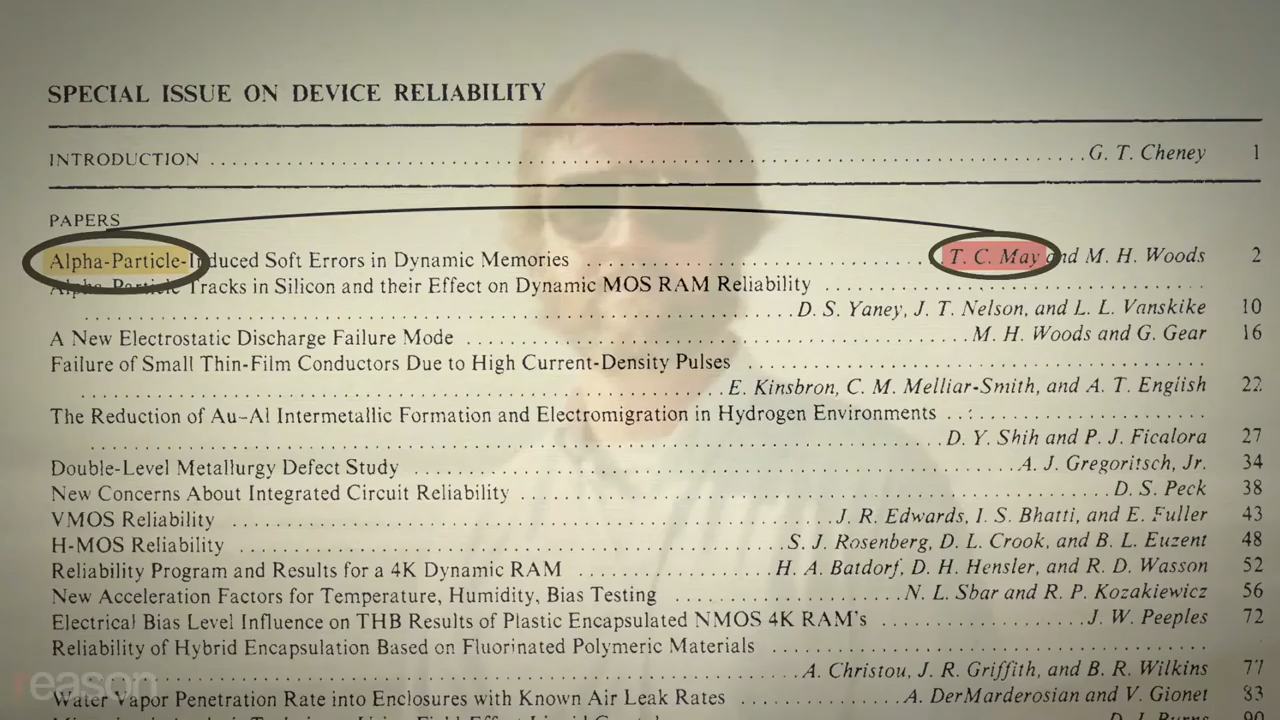 SPECIAL ISSUE ON DEVICE RELIABILITY
INTRODUCTION ........ G. T. Cheney 1
PAPERS
Alpha-Particle-Induced Soft Errors in Dynamic Memories ........ T. C. May and M. H. Woods 2
Alpha-Particle Tracks in Silicon and their Effect on Dynamic MOS RAM Reliability ........
........ D. S. Yaney, J. T. Nelson, and L. L. Vanskike 10
A New Electrostatic Discharge Failure Mode ........ M. H. Woods and G. Gear 16
Failure of Small Thin-Film Conductors Due to High Current-Density Pulses ........
........ E. Kinsbron, C. M. Melliar-Smith, and A. T. English 22
The Reduction of Au-Al Intermetallic Formation and Electromigration in Hydrogen Environments ........
........ D. Y. Shih and P. J. Ficalora 27
Double-Level Metallurgy Defect Study ........ A. J. Gregoritsch, Jr. 34
New Concerns About Integrated Circuit Reliability ........ D. S. Peck 38
VMOS Reliability ........ J. R. Edwards, I. S. Bhatti, and E. Fuller 43
H-MOS Reliability ........ S. J. Rosenberg, D. L. Crook, and B. L. Euzent 48
Reliability Program and Results for a 4K Dynamic RAM ........ H. A. Batdorf, D. H. Hensler, and R. D. Wasson 52
New Acceleration Factors for Temperature, Humidity, Bias Testing ........ N. L. Sbar and R. P. Kozakiewicz 56
Electrical Bias Level Influence on THB Results of Plastic Encapsulated NMOS 4K RAM's ........ J. W. Peeples 72
Reliability of Hybrid Encapsulation Based on Fluorinated Polymeric Materials ........
........ A. Christou, J. R. Griffith, and B. R. Wilkins 77
reason
Water Vapor Penetration Rate into Enclosures with Known Air Leak Rates ........ A. DerMarderosian and V. Gionet 83